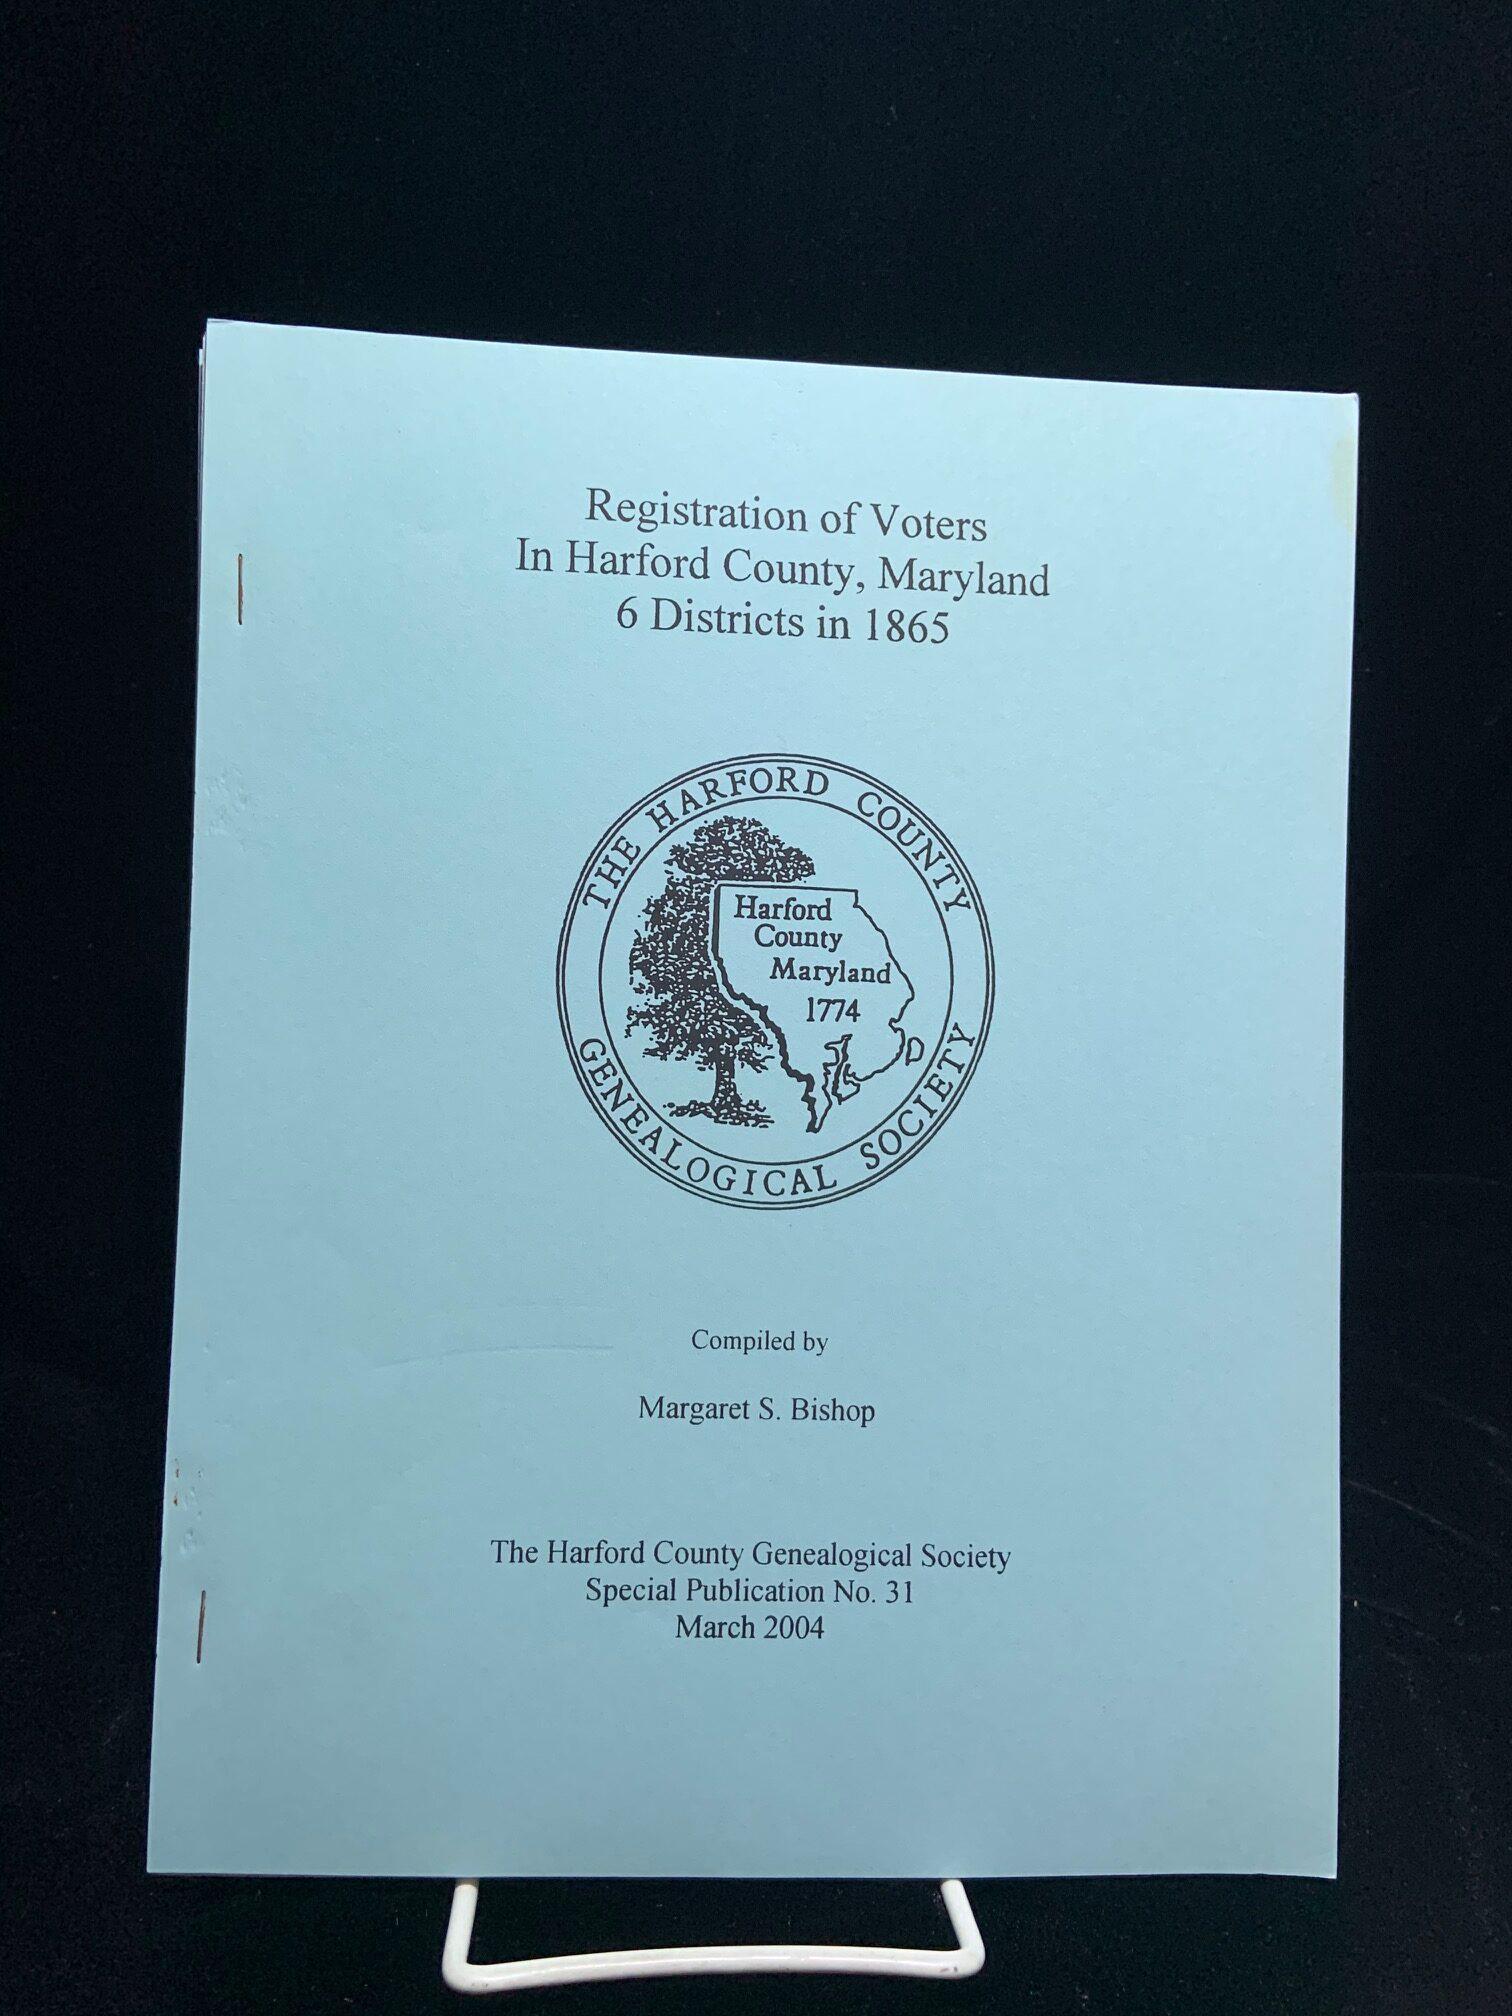 Registration of Voters
In Harford County, Maryland
6 Districts in 1865
THE HARFORD COUNTY
Harford
County
Maryland
1774
GENEALOGICAL SOCIETY
Compiled by
Margaret S. Bishop
The Harford County Genealogical Society
Special Publication No. 31
March 2004